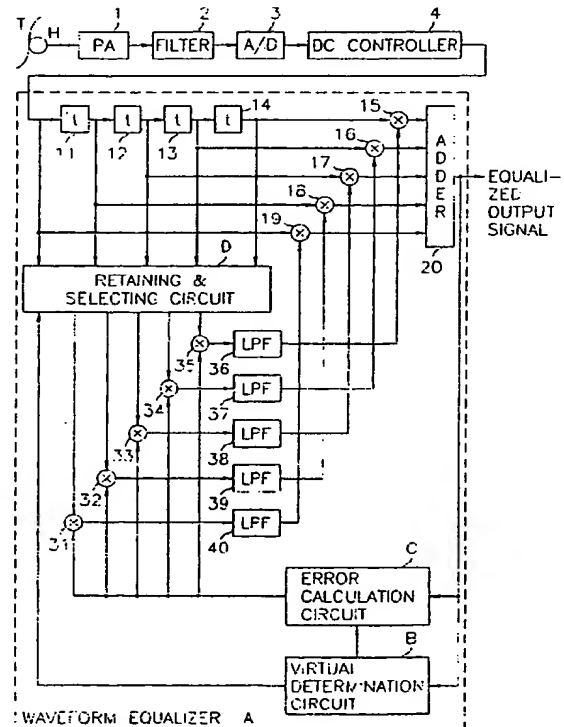 T H
1 2 3 4
PA FILTER A/D DC CONTROLLER
t t t t
11 12 13 14
15
16
17
18
19
ADDER
20
EQUALI-
ZED
OUTPUT
SIGNAL
D
RETAINING &
SELECTING CIRCUIT
35 LPF
36
34 LPF
37
33 LPF
38
32 LPF
39
31 LPF
40
C
ERROR
CALCULATION
CIRCUIT
B
VIRTUAL
DETERMINATION
CIRCUIT
WAVEFORM EQUALIZER A